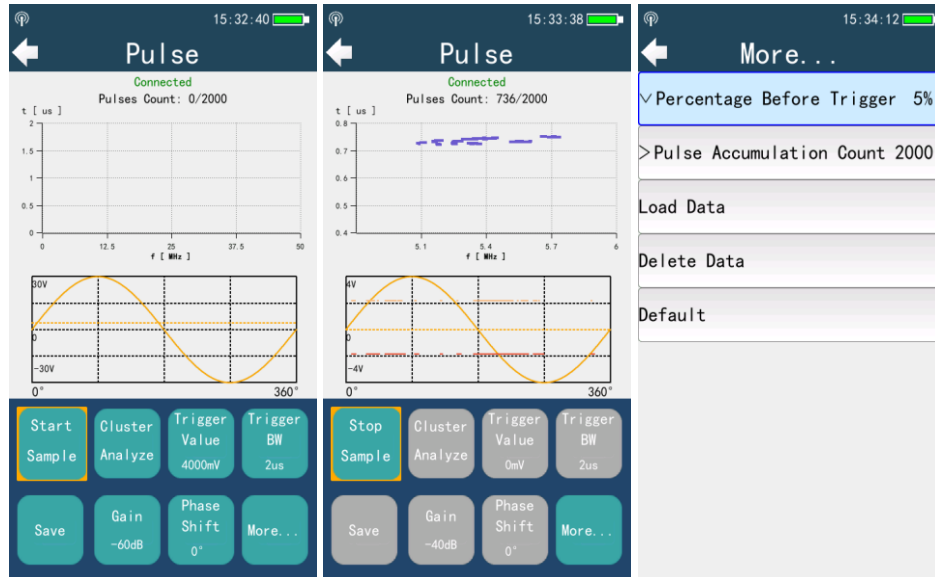 15:32:40
Pulse
Connected
Pulses Count: 0/2000
t [ us ]
2
1.5
1
0.5
0
0 12.5 25 37.5 50
f [ MHz ]
30V
0
-30V
0° 360°
Start Sample
Cluster Analyze
Trigger Value 4000mV
Trigger BW 2us
Save
Gain -60dB
Phase Shift 0°
More...
15:33:38
Pulse
Connected
Pulses Count: 736/2000
t [ us ]
0.8
0.7
0.6
0.5
0.4
5.1 5.4 5.7 6
f [ MHz ]
4V
0
-4V
0° 360°
Stop Sample
Cluster Analyze
Trigger Value 0mV
Trigger BW 2us
Save
Gain -40dB
Phase Shift 0°
More...
15:34:12
More...
Percentage Before Trigger 5%
>Pulse Accumulation Count 2000
Load Data
Delete Data
Default